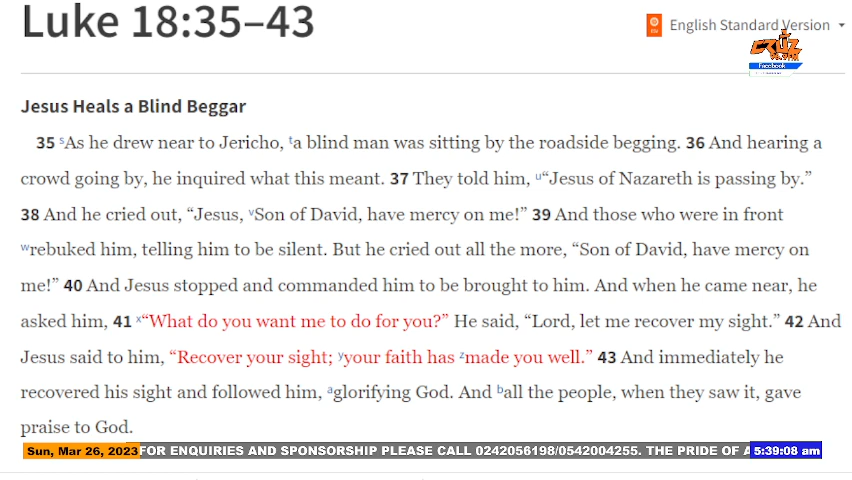 Luke 18:35–43
English Standard Version
CRUZ
Facebook
Jesus Heals a Blind Beggar
35 sAs he drew near to Jericho, ta blind man was sitting by the roadside begging. 36 And hearing a
crowd going by, he inquired what this meant. 37 They told him, u“Jesus of Nazareth is passing by.”
38 And he cried out, “Jesus, vSon of David, have mercy on me!” 39 And those who were in front
wrebuked him, telling him to be silent. But he cried out all the more, “Son of David, have mercy on
me!” 40 And Jesus stopped and commanded him to be brought to him. And when he came near, he
asked him, 41 x“What do you want me to do for you?” He said, “Lord, let me recover my sight.” 42 And
Jesus said to him, “Recover your sight; yyour faith has zmade you well.” 43 And immediately he
recovered his sight and followed him, aglorifying God. And ball the people, when they saw it, gave
praise to God.
Sun, Mar 26, 2023 FOR ENQUIRIES AND SPONSORSHIP PLEASE CALL 0242056198/0542004255. THE PRIDE OF 5:39:08 am